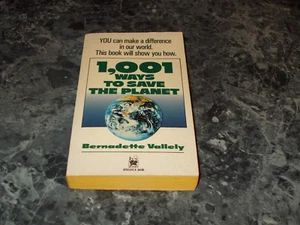 YOU can make a difference
in our world.
This book will show you how.
1,001
WAYS
TO SAVE
THE PLANET
Bernadette Vallely